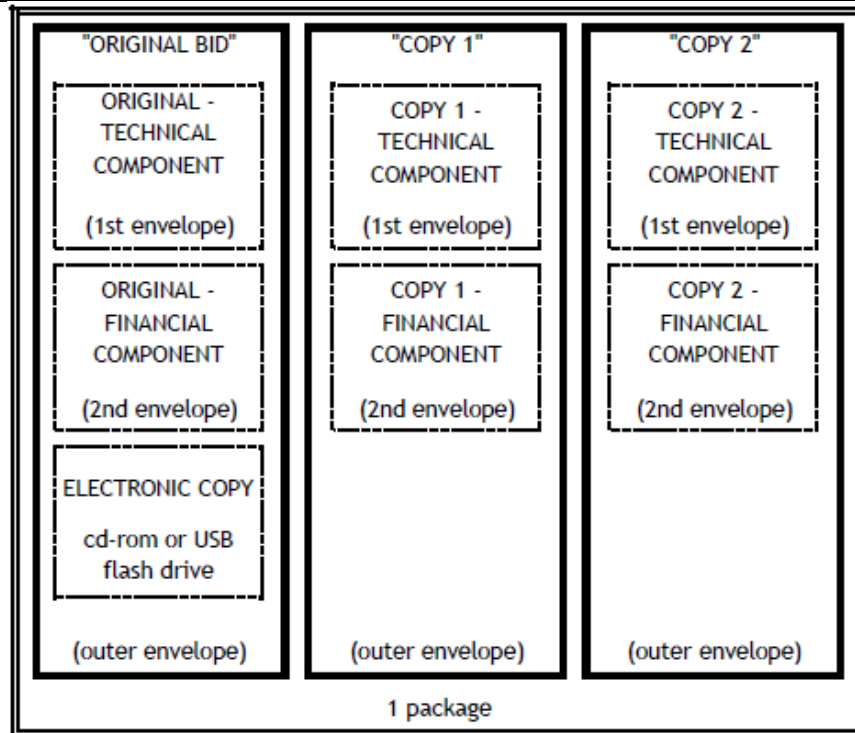 "ORIGINAL BID"
ORIGINAL -
TECHNICAL
COMPONENT
(1st envelope)
ORIGINAL -
FINANCIAL
COMPONENT
(2nd envelope)
ELECTRONIC COPY
cd-rom or USB
flash drive
(outer envelope)
"COPY 1"
COPY 1 -
TECHNICAL
COMPONENT
(1st envelope)
COPY 1 -
FINANCIAL
COMPONENT
(2nd envelope)
(outer envelope)
"COPY 2"
COPY 2 -
TECHNICAL
COMPONENT
(1st envelope)
COPY 2 -
FINANCIAL
COMPONENT
(2nd envelope)
(outer envelope)
1 package